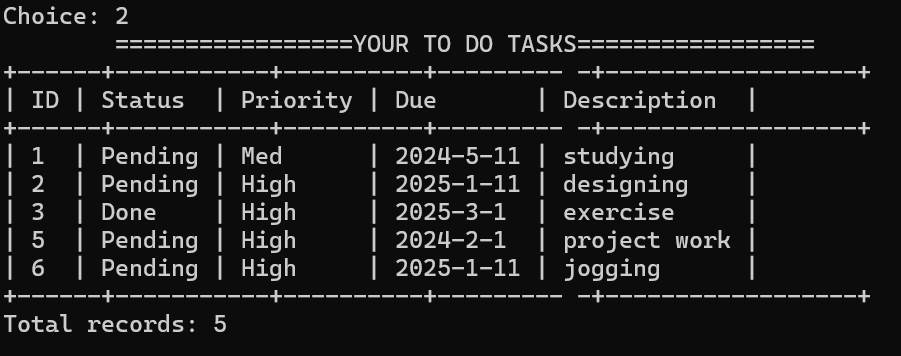 Choice: 2
        =================YOUR TO DO TASKS=================
+------+-----------+----------+--------- -+------------------+
| ID | Status  | Priority | Due       | Description  |
+------+-----------+----------+--------- -+------------------+
| 1  | Pending | Med      | 2024-5-11 | studying     |
| 2  | Pending | High     | 2025-1-11 | designing    |
| 3  | Done    | High     | 2025-3-1  | exercise     |
| 5  | Pending | High     | 2024-2-1  | project work |
| 6  | Pending | High     | 2025-1-11 | jogging      |
+------+-----------+----------+--------- -+------------------+
Total records: 5